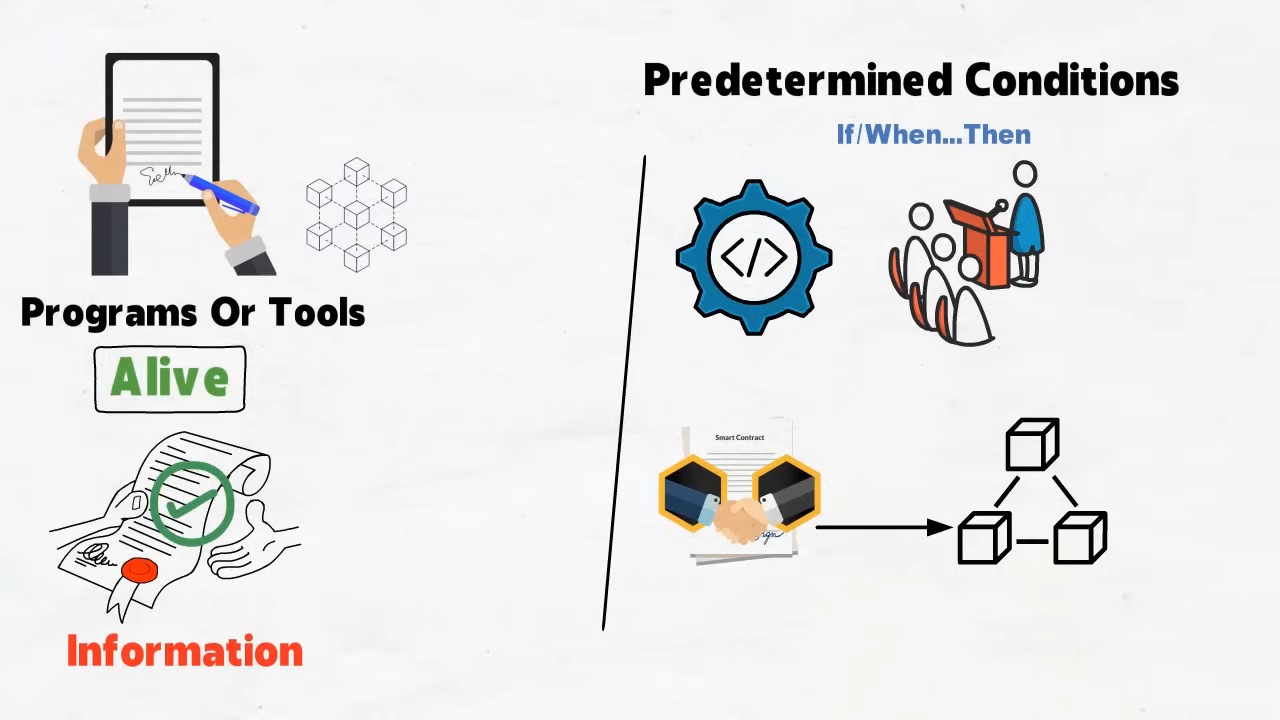 Programs Or Tools
Alive
Information
Predetermined Conditions
If/When...Then
Smart Contract